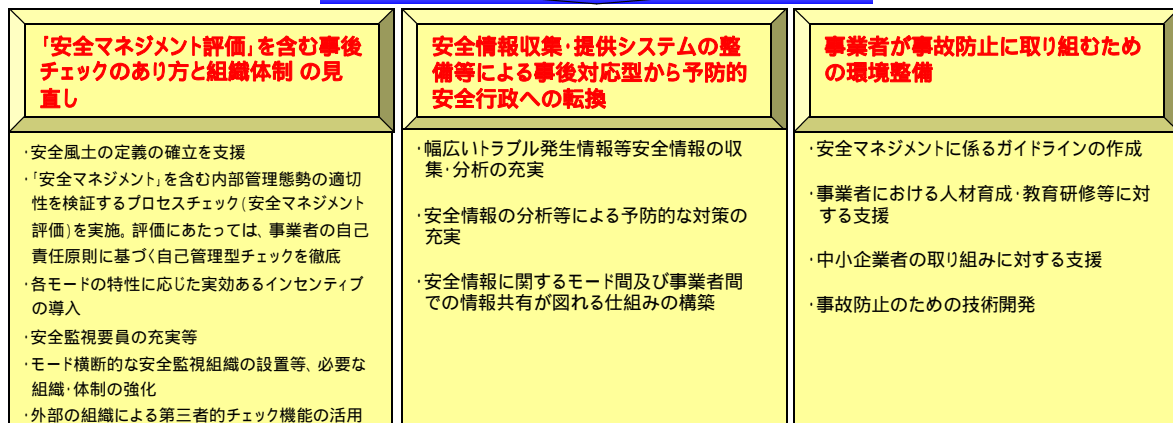 「安全マネジメント評価」を含む事後
チェックのあり方と組織体制 の見
直し
・安全風土の定義の確立を支援
・「安全マネジメント」を含む内部管理態勢の適切
性を検証するプロセスチェック(安全マネジメント
評価)を実施。評価にあたっては、事業者の自己
責任原則に基づく自己管理型チェックを徹底
・各モードの特性に応じた実効あるインセンティブ
の導入
・安全監視要員の充実等
・モード横断的な安全監視組織の設置等、必要な
組織・体制の強化
・外部の組織による第三者的チェック機能の活用
安全情報収集・提供システムの整
備等による事後対応型から予防的
安全行政への転換
・幅広いトラブル発生情報等安全情報の収
集・分析の充実
・安全情報の分析等による予防的な対策の
充実
・安全情報に関するモード間及び事業者間
での情報共有が図れる仕組みの構築
事業者が事故防止に取り組むため
の環境整備
・安全マネジメントに係るガイドラインの作成
・事業者における人材育成・教育研修等に対
する支援
・中小企業者の取り組みに対する支援
・事故防止のための技術開発